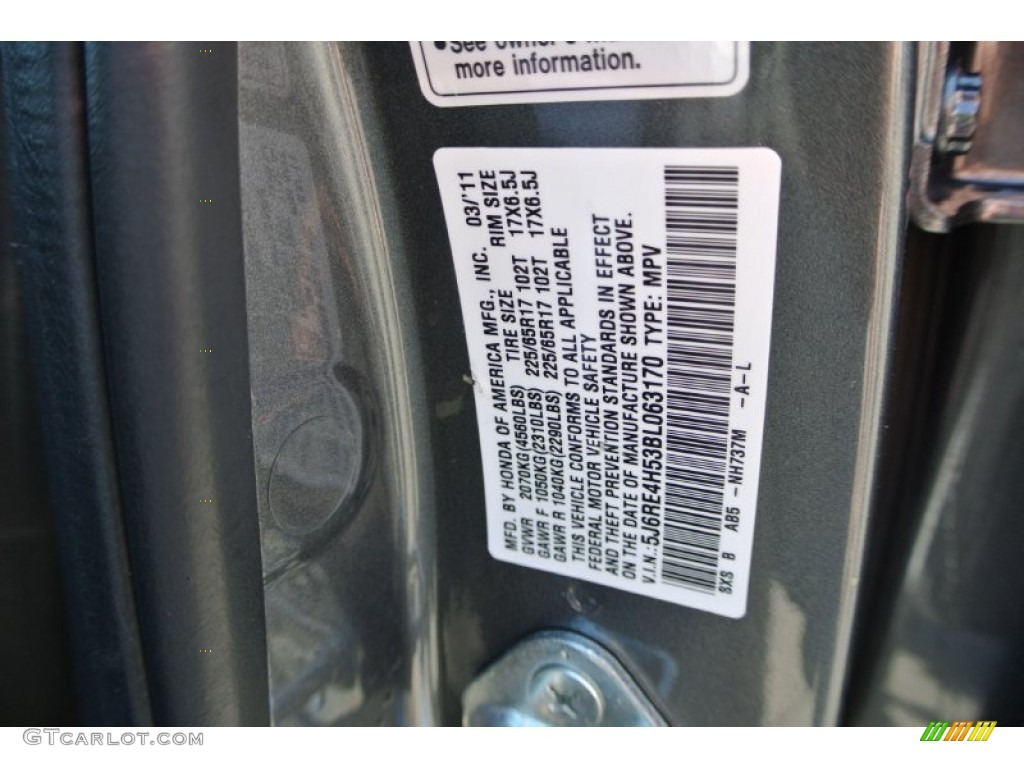 •See owner's
more information.
MFD. BY HONDA OF AMERICA MFG., INC. 03/'11
GVWR 2070KG(4560LBS) TIRE SIZE RIM SIZE
GAWR F 1050KG(2310LBS) 225/65R17 102T 17X6.5J
GAWR R 1040KG(2290LBS) 225/65R17 102T 17X6.5J
THIS VEHICLE CONFORMS TO ALL APPLICABLE
FEDERAL MOTOR VEHICLE SAFETY
AND THEFT PREVENTION STANDARDS IN EFFECT
ON THE DATE OF MANUFACTURE SHOWN ABOVE.
V.I.N.:5J6RE4H53BL063170 TYPE: MPV
8XS B AB5 -NH737M -A-L
GTCARLOT.COM